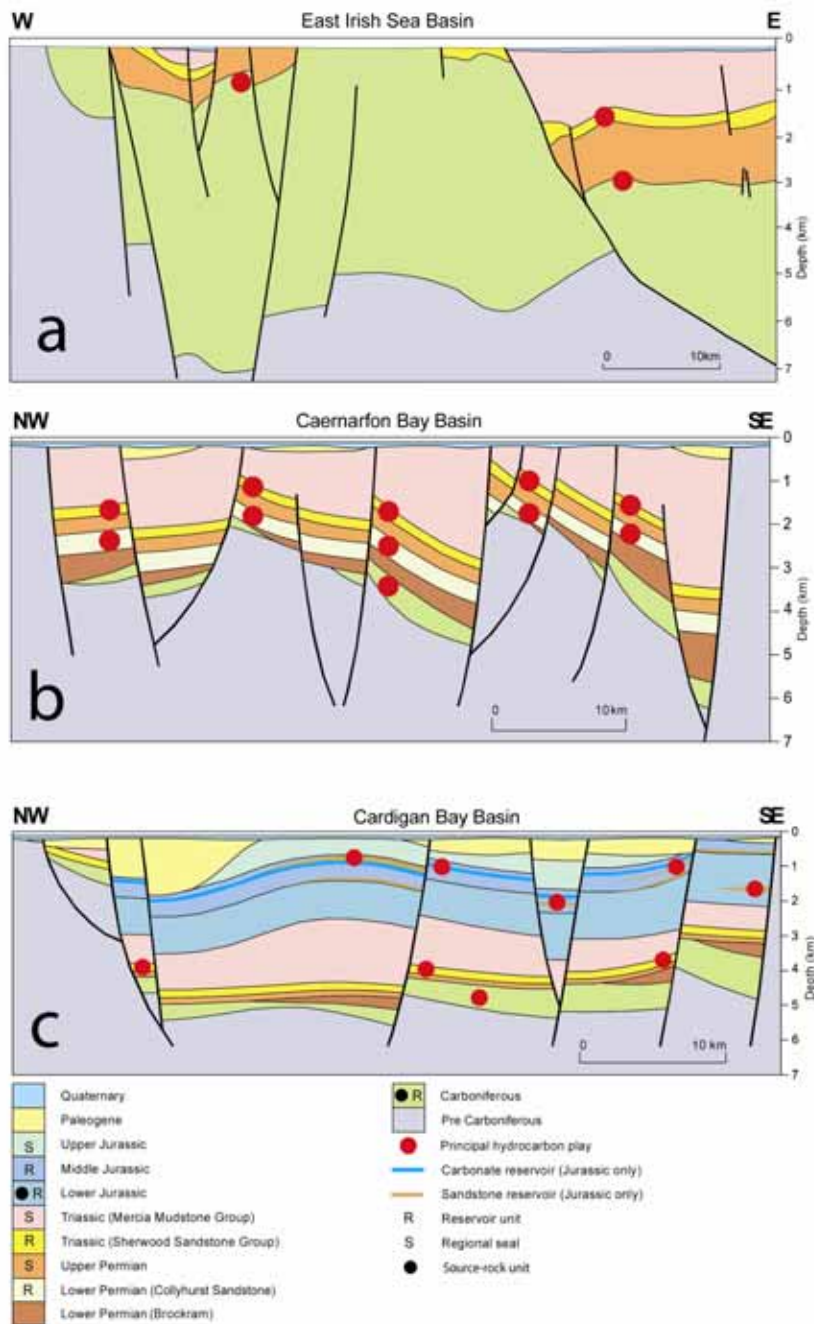 W East Irish Sea Basin E
0
1
2
3
4
5
6
7
Depth (km)
a
0 10km
NW Caernarfon Bay Basin SE
0
1
2
3
4
5
6
7
Depth (km)
b
0 10km
NW Cardigan Bay Basin SE
0
1
2
3
4
5
6
7
Depth (km)
c
0 10 km
Quaternary
Paleogene
S Upper Jurassic
R Middle Jurassic
R Lower Jurassic
S Triassic (Mercia Mudstone Group)
R Triassic (Sherwood Sandstone Group)
S Upper Permian
R Lower Permian (Collyhurst Sandstone)
Lower Permian (Brockram)
R Carboniferous
Pre Carboniferous
Principal hydrocarbon play
Carbonate reservoir (Jurassic only)
Sandstone reservoir (Jurassic only)
R Reservoir unit
S Regional seal
Source-rock unit